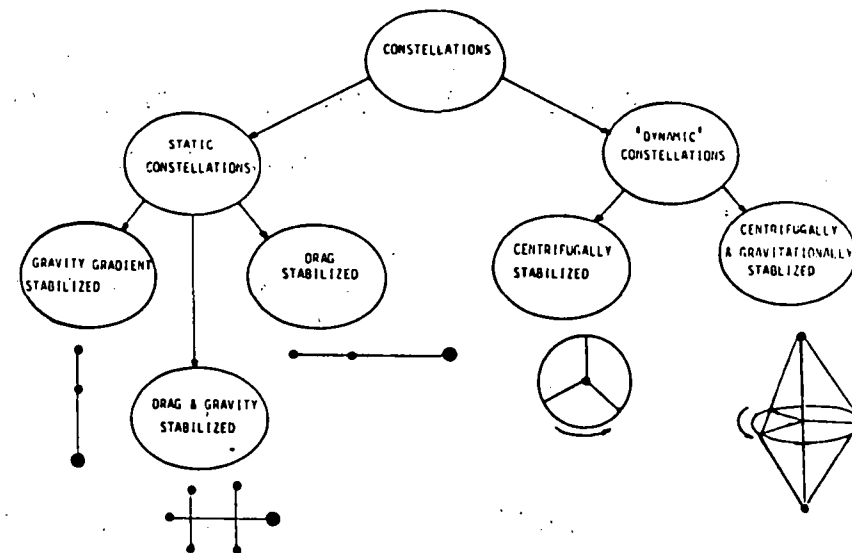 CONSTELLATIONS
STATIC
CONSTELLATIONS
"DYNAMIC"
CONSTELLATIONS
GRAVITY GRADIENT
STABILIZED
DRAG
STABILIZED
CENTRIFUGALLY
STABILIZED
CENTRIFUGALLY
& GRAVITATIONALLY
STABLIZED
DRAG & GRAVITY
STABILIZED